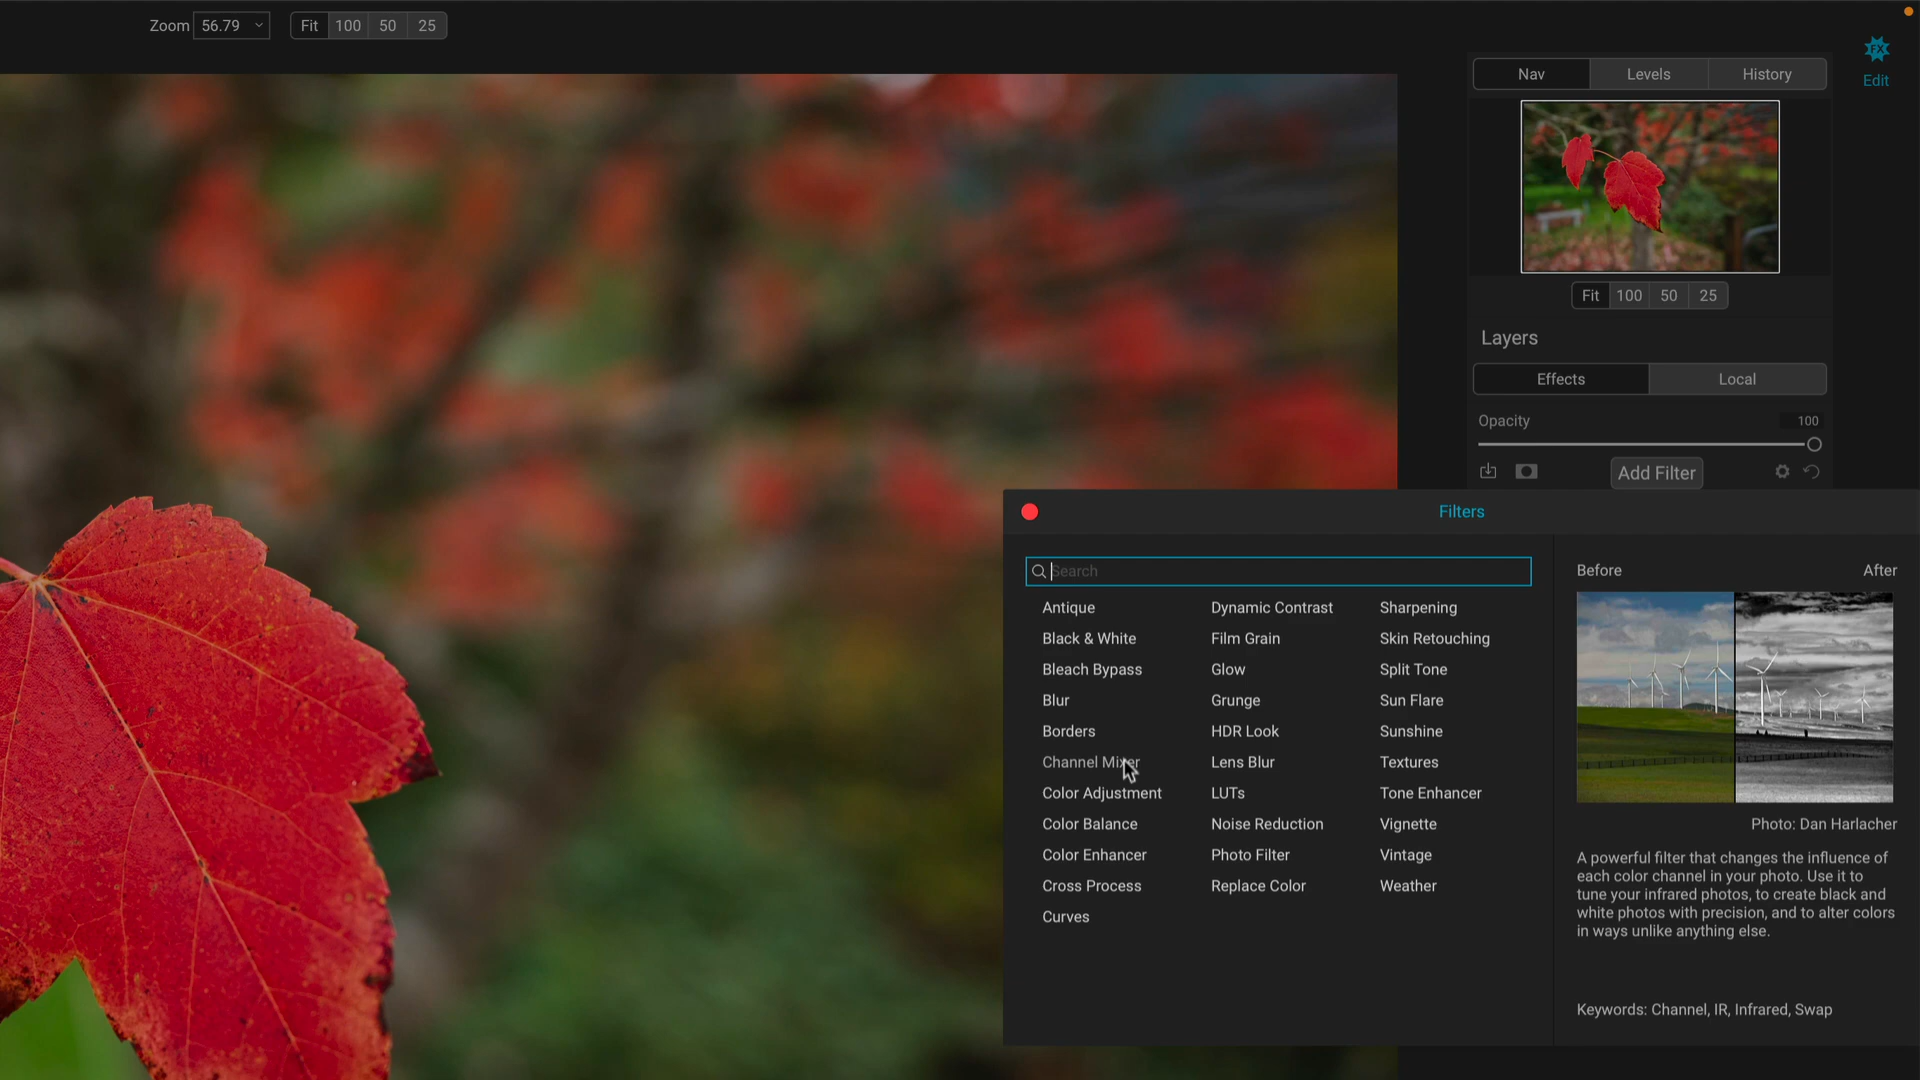 Zoom 56.79 Fit 100 50 25
FX
Edit
Nav Levels History
Fit 100 50 25
Layers
Effects Local
Opacity 100
Add Filter
Filters
Search
Antique Dynamic Contrast Sharpening
Black & White Film Grain Skin Retouching
Bleach Bypass Glow Split Tone
Blur Grunge Sun Flare
Borders HDR Look Sunshine
Channel Mixer Lens Blur Textures
Color Adjustment LUTs Tone Enhancer
Color Balance Noise Reduction Vignette
Color Enhancer Photo Filter Vintage
Cross Process Replace Color Weather
Curves
Before After
Photo: Dan Harlacher
A powerful filter that changes the influence of
each color channel in your photo. Use it to
tune your infrared photos, to create black and
white photos with precision, and to alter colors
in ways unlike anything else.
Keywords: Channel, IR, Infrared, Swap